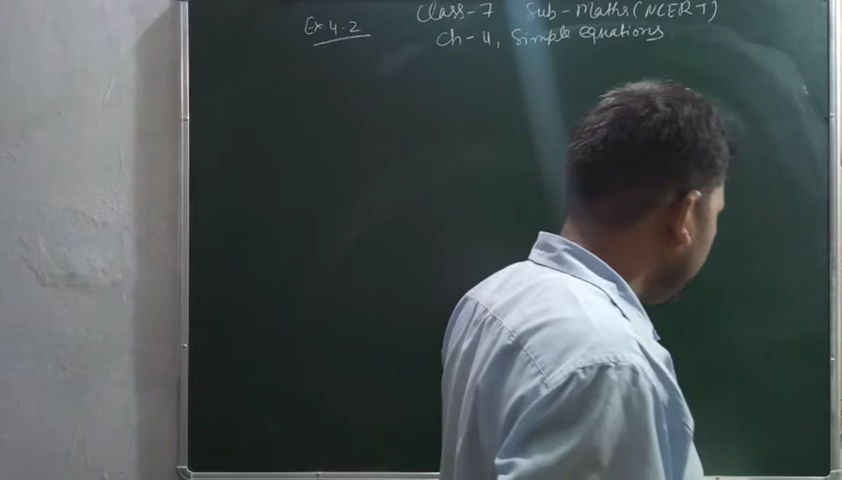 Class-7 Sub-Maths (NCERT)
Ex-4.2
Ch-4, Simple equations